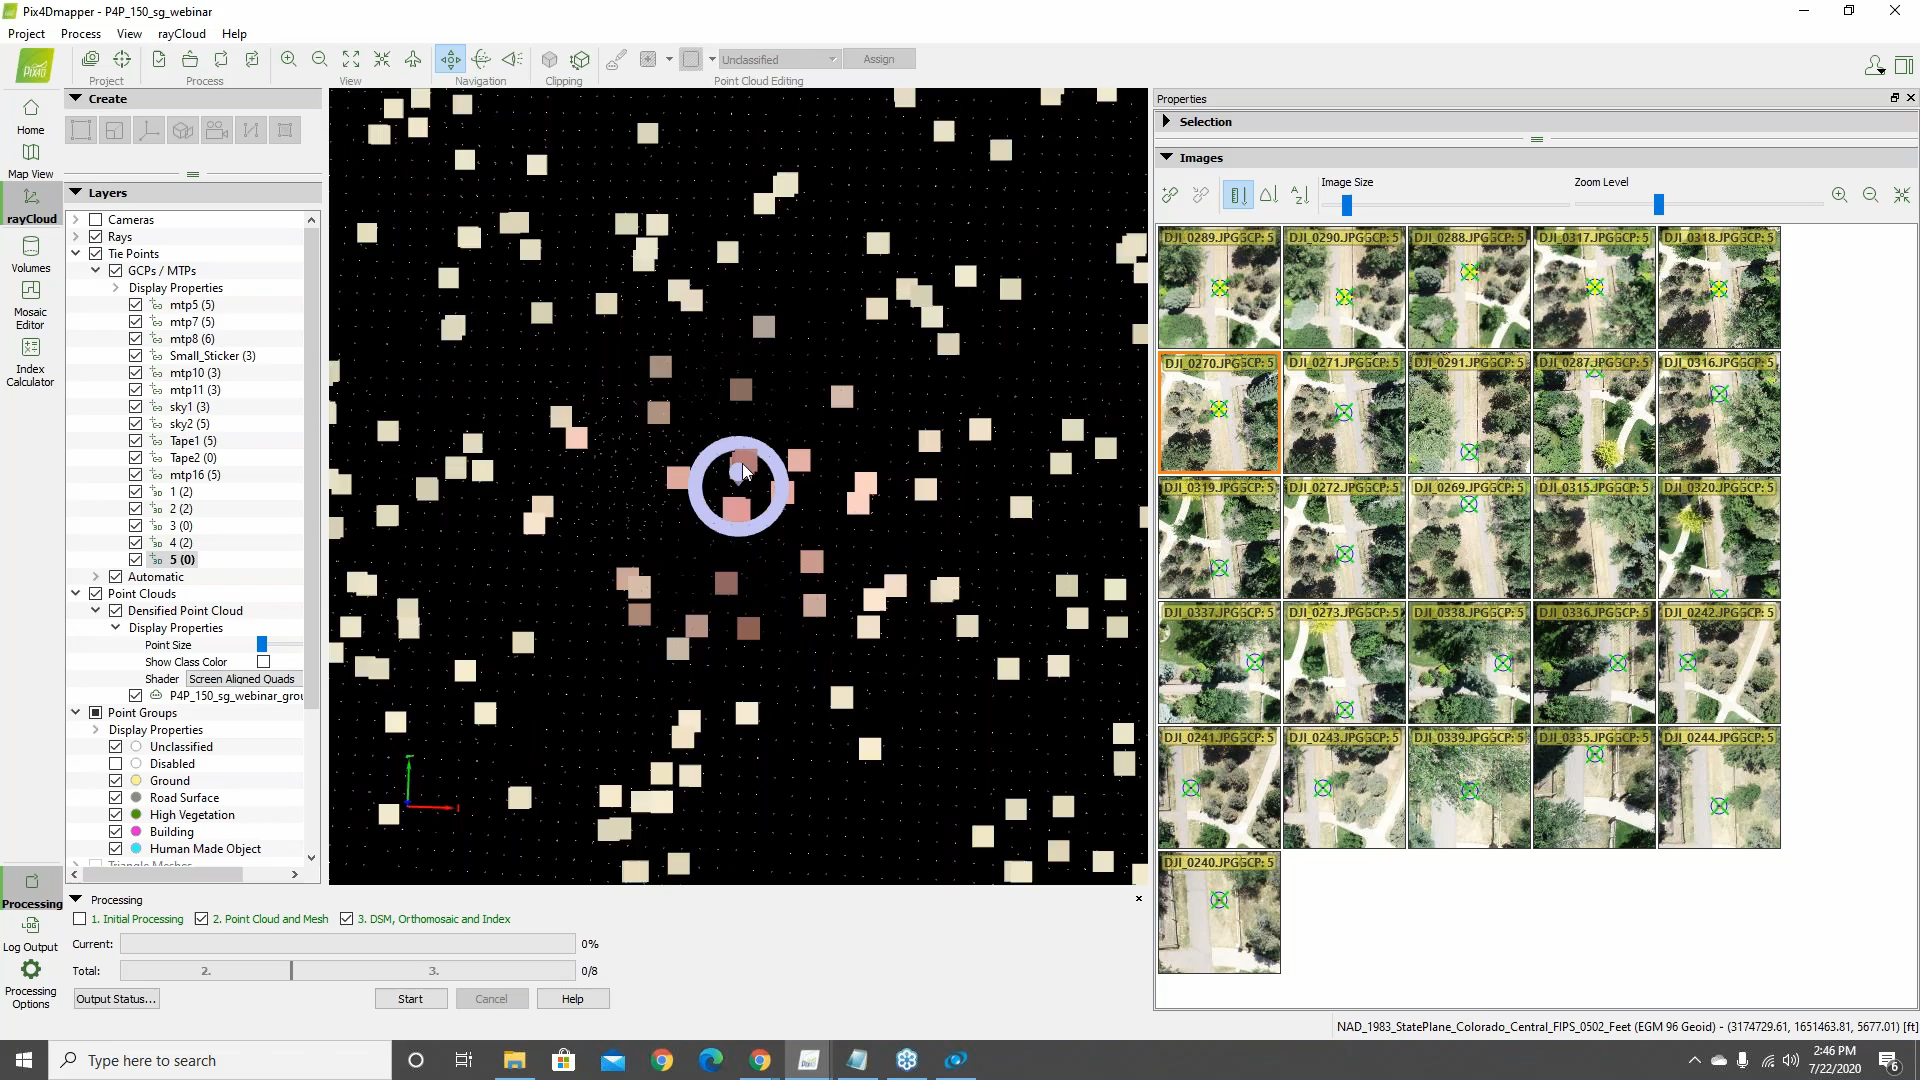 Pix4Dmapper - P4P_150_sg_webinar
Project Process View rayCloud Help
PIX4D
Project Process View Navigation Clipping Point Cloud Editing
Unclassified Assign
Home
Map View
rayCloud
Volumes
Mosaic
Editor
Index
Calculator
Create
Layers
Cameras
Rays
Tie Points
GCPs / MTPs
Display Properties
mtp5 (5)
mtp7 (5)
mtp8 (6)
Small_Sticker (3)
mtp10 (3)
mtp11 (3)
sky1 (3)
sky2 (5)
Tape1 (5)
Tape2 (0)
mtp16 (5)
1 (2)
2 (2)
3 (0)
4 (2)
5 (0)
Automatic
Point Clouds
Densified Point Cloud
Display Properties
Point Size
Show Class Color
Shader Screen Aligned Quads
P4P_150_sg_webinar_grou
Point Groups
Display Properties
Unclassified
Disabled
Ground
Road Surface
High Vegetation
Building
Human Made Object
Triangle Meshes
Properties
Selection
Images
Image Size Zoom Level
DJI_0289.JPGGCP: 5 DJI_0290.JPGGCP: 5 DJI_0288.JPGGCP: 5 DJI_0317.JPGGCP: 5 DJI_0318.JPGGCP: 5
DJI_0270.JPGGCP: 5 DJI_0271.JPGGCP: 5 DJI_0291.JPGGCP: 5 DJI_0287.JPGGCP: 5 DJI_0316.JPGGCP: 5
DJI_0319.JPGGCP: 5 DJI_0272.JPGGCP: 5 DJI_0269.JPGGCP: 5 DJI_0315.JPGGCP: 5 DJI_0320.JPGGCP: 5
DJI_0337.JPGGCP: 5 DJI_0273.JPGGCP: 5 DJI_0338.JPGGCP: 5 DJI_0336.JPGGCP: 5 DJI_0242.JPGGCP: 5
DJI_0241.JPGGCP: 5 DJI_0243.JPGGCP: 5 DJI_0339.JPGGCP: 5 DJI_0335.JPGGCP: 5 DJI_0244.JPGGCP: 5
DJI_0240.JPGGCP: 5
Processing
Log Output
Processing
Options
Processing
1. Initial Processing 2. Point Cloud and Mesh 3. DSM, Orthomosaic and Index
Current: 0%
Total: 2. 3. 0/8
Output Status... Start Cancel Help
NAD_1983_StatePlane_Colorado_Central_FIPS_0502_Feet (EGM 96 Geoid) - (3174729.61, 1651463.81, 5677.01) [ft]
Type here to search
2:46 PM
7/22/2020
6